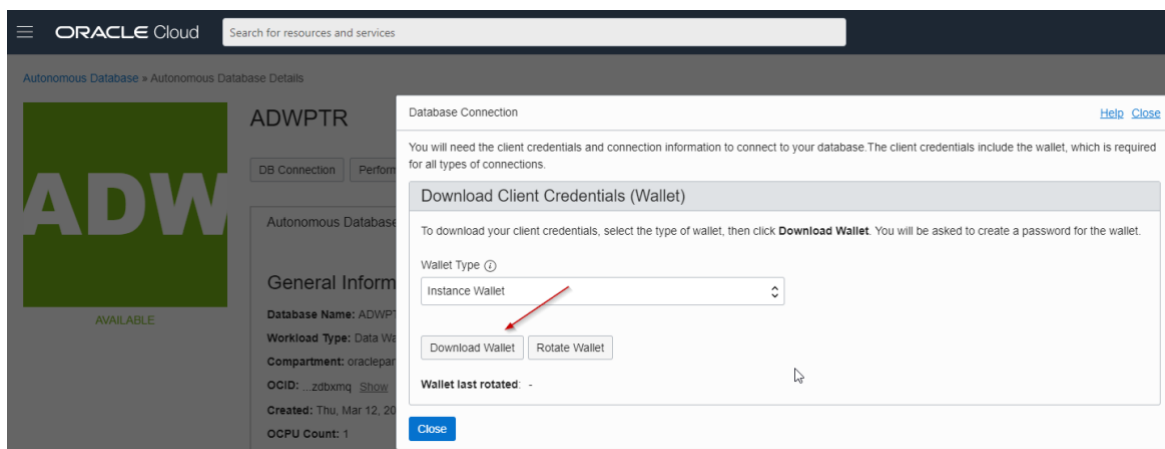 ORACLE Cloud
Search for resources and services
Autonomous Database » Autonomous Database Details
ADW
AVAILABLE
ADWPTR
DB Connection Perform
Autonomous Database
General Inform
Database Name: ADWPT
Workload Type: Data Wa
Compartment: oraclepar
OCID: ...zdbxmq Show
Created: Thu, Mar 12, 20
OCPU Count: 1
Database Connection
Help Close
You will need the client credentials and connection information to connect to your database.The client credentials include the wallet, which is required
for all types of connections.
Download Client Credentials (Wallet)
To download your client credentials, select the type of wallet, then click Download Wallet. You will be asked to create a password for the wallet.
Wallet Type
Instance Wallet
Download Wallet Rotate Wallet
Wallet last rotated: -
Close